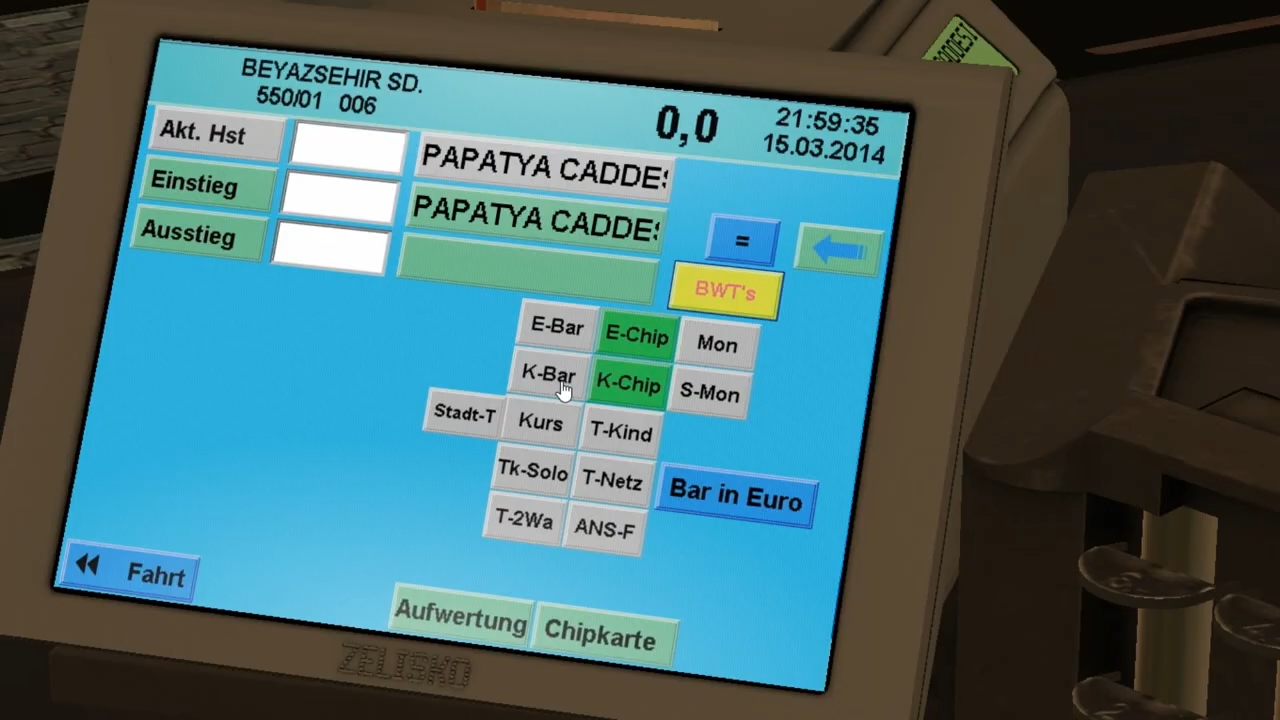 BEYAZSEHIR SD.
550/01 006
0,0
21:59:35
15.03.2014
Akt. Hst
PAPATYA CADDES
Einstieg
PAPATYA CADDES
Ausstieg
=
BWT's
E-Bar
E-Chip
Mon
K-Bar
K-Chip
S-Mon
Stadt-T
Kurs
T-Kind
Tk-Solo
T-Netz
Bar in Euro
T-2Wa
ANS-F
Fahrt
Aufwertung
Chipkarte
ZELISKO